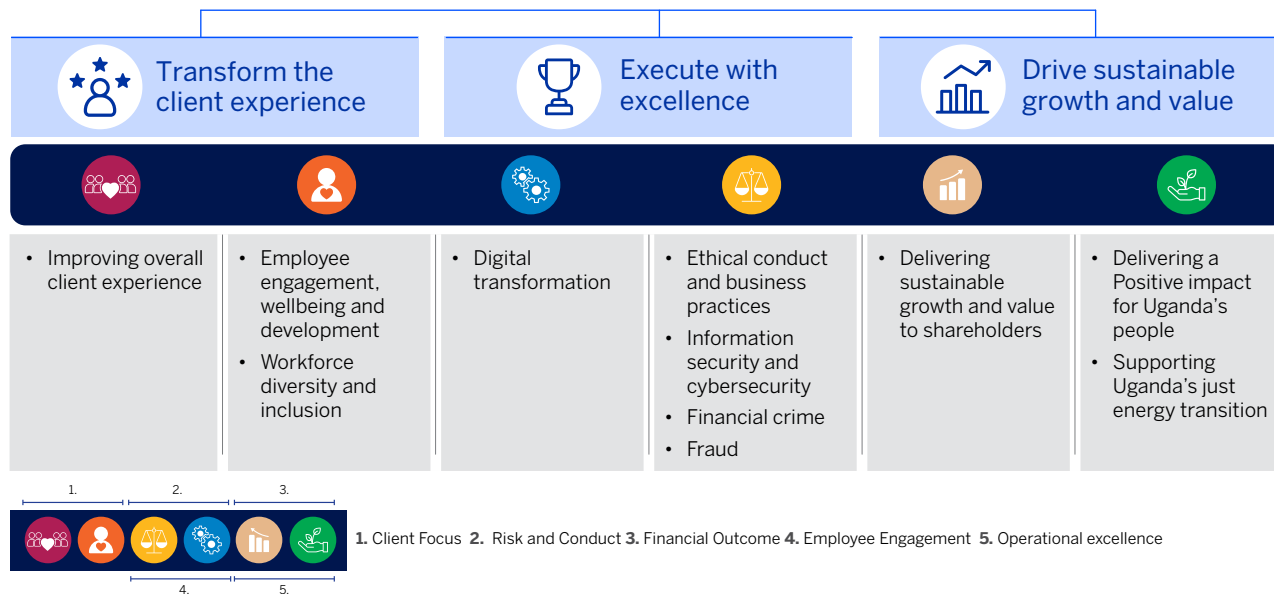 Transform the
client experience
Execute with
excellence
Drive sustainable
growth and value
• Improving overall
client experience
• Employee
engagement,
wellbeing and
development
• Workforce
diversity and
inclusion
• Digital
transformation
• Ethical conduct
and business
practices
• Information
security and
cybersecurity
• Financial crime
• Fraud
• Delivering
sustainable
growth and value
to shareholders
• Delivering a
Positive impact
for Uganda's
people
• Supporting
Uganda's just
energy transition
1.
2.
3.
1. Client Focus 2. Risk and Conduct 3. Financial Outcome 4. Employee Engagement 5. Operational excellence
4.
5.